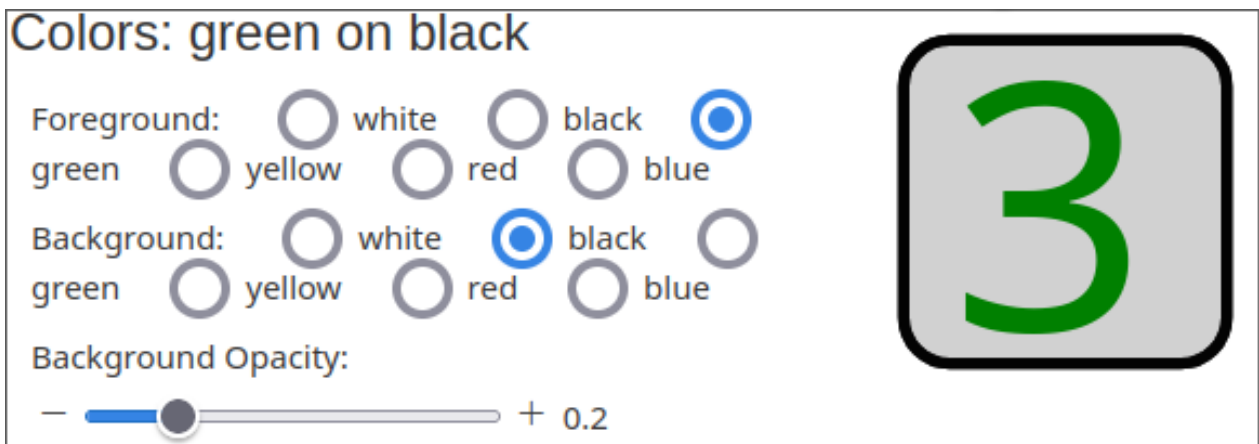 Colors: green on black
Foreground: white black
green yellow red blue
Background: white black
green yellow red blue
Background Opacity:
− + 0.2
3